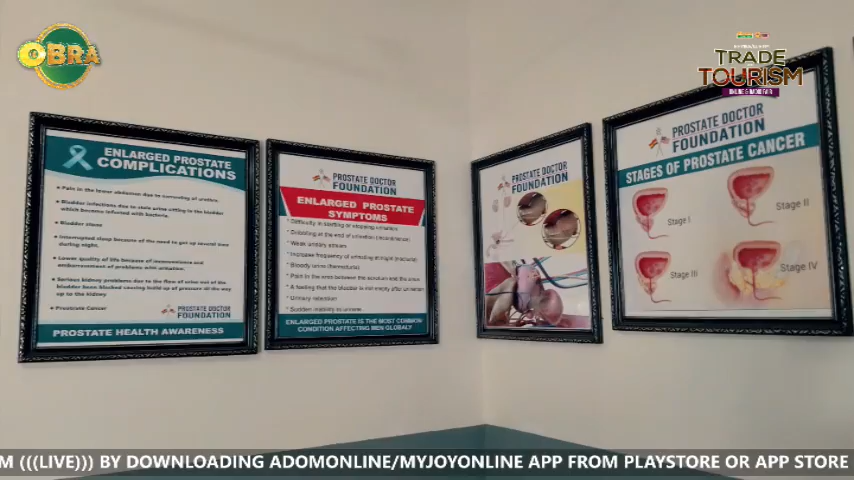 OBRA
TRADE
TOURISM
ONLINE & RADIO FAIR
ENLARGED PROSTATE
COMPLICATIONS
Pain in the lower abdomen due to
Bladder infections due to stale urine sitting in the bladder
which become infected with bacteria.
Bladder stone
Interrupted sleep because of the need to get up several time
during night.
Lower quality of life because of inconvenience and
embarrassment of problems with urination.
Serious kidney problems due to the flow of urine out of the
bladder been blocked causing build up of pressure all the way
up to the kidney
Prostrate Cancer
PROSTATE DOCTOR
FOUNDATION
PROSTATE HEALTH AWARENESS
PROSTATE DOCTOR
FOUNDATION
ENLARGED PROSTATE
SYMPTOMS
* Difficulty in starting or stopping urination
* Dribbling at the end of urination
* Weak urinary stream
* Increase frequency of urinating at night (nocturia)
* Bloody urine
* Pain in the area between the scrotum and the anus
* A feeling that the bladder is not empty after urination
* Urinary retention
* Sudden inability to urinate
ENLARGED PROSTATE IS THE MOST COMMON
CONDITION AFFECTING MEN GLOBALY
PROSTATE DOCTOR
FOUNDATION
PROSTATE DOCTOR
FOUNDATION
STAGES OF PROSTATE CANCER
Stage I
Stage II
Stage III
Stage IV
M (((LIVE))) BY DOWNLOADING ADOMONLINE/MYJOYONLINE APP FROM PLAYSTORE OR APP STORE